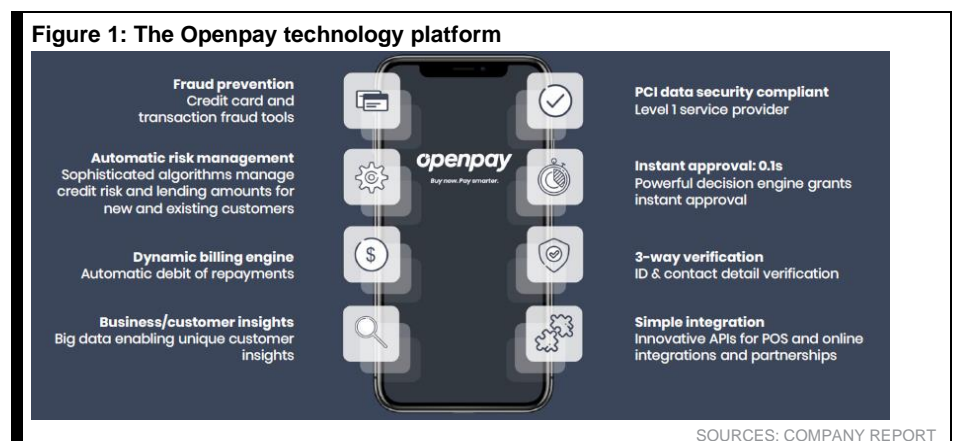 Figure 1: The Openpay technology platform
Fraud prevention
Credit card and
transaction fraud tools
Automatic risk management
Sophisticated algorithms manage
credit risk and lending amounts for
new and existing customers
Dynamic billing engine
Automatic debit of repayments
Business/customer insights
Big data enabling unique customer
insights
openpay
Buy now. Pay smarter.
$
PCI data security compliant
Level 1 service provider
Instant approval: 0.1s
Powerful decision engine grants
instant approval
3-way verification
ID & contact detail verification
Simple integration
Innovative APIs for POS and online
integrations and partnerships
SOURCES: COMPANY REPORT